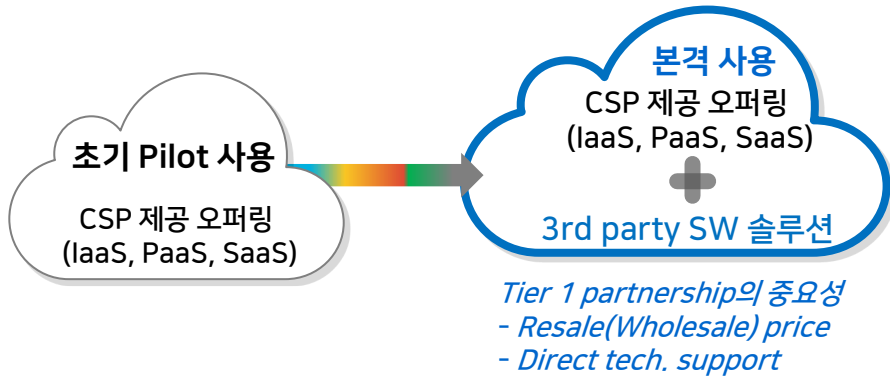 초기 Pilot 사용
CSP 제공 오퍼링
(IaaS, PaaS, SaaS)
본격 사용
CSP 제공 오퍼링
(IaaS, PaaS, SaaS)
3rd party SW 솔루션
Tier 1 partnership의 중요성
- Resale(Wholesale) price
- Direct tech. support